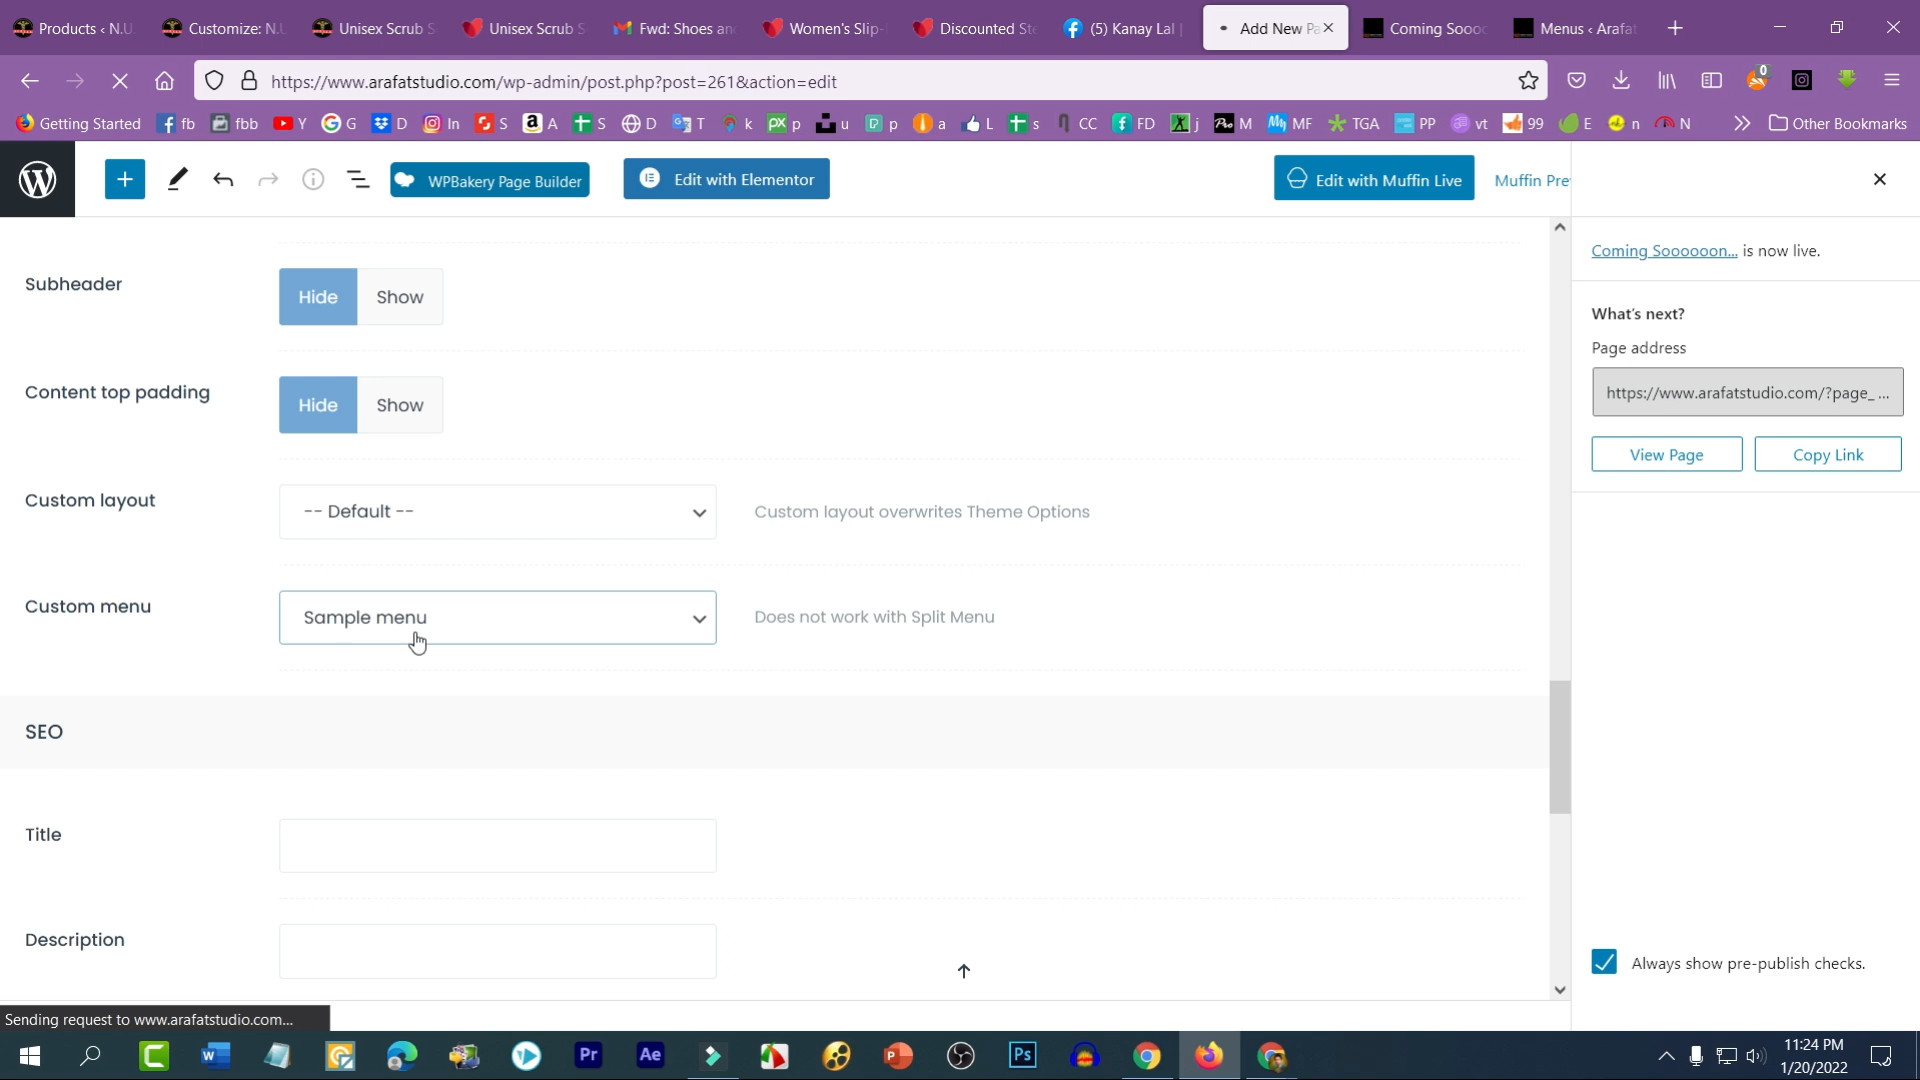 Products ‹ N.U.
Customize: N.U
Unisex Scrub S
Unisex Scrub S
Fwd: Shoes and
Women's Slip-
Discounted St
(5) Kanay Lal |
Add New Pa
Coming Soooo
Menus ‹ Arafat
https://www.arafatstudio.com/wp-admin/post.php?post=261&action=edit
0
Getting Started fb fbb Y G D In S A S D T k p u p a L s CC FD j M MF TGA PP vt 99 E n N Other Bookmarks
WPBakery Page Builder
Edit with Elementor
Edit with Muffin Live
Muffin Pre
Coming Soooooon... is now live.
Subheader
Hide Show
What's next?
Page address
https://www.arafatstudio.com/?page_ ...
Content top padding
Hide Show
View Page
Copy Link
Custom layout
-- Default --
Custom layout overwrites Theme Options
Custom menu
Sample menu
Does not work with Split Menu
SEO
Title
Description
Always show pre-publish checks.
Sending request to www.arafatstudio.com...
11:24 PM
1/20/2022